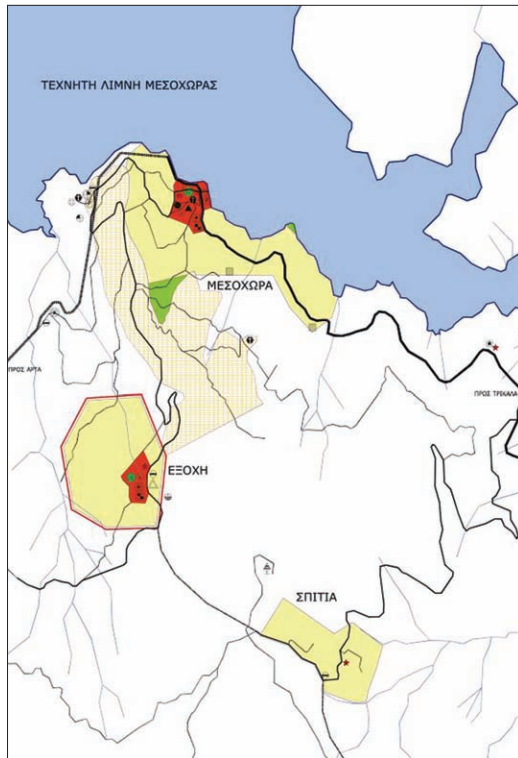 ΤΕΧΝΗΤΗ ΛΙΜΝΗ ΜΕΣΟΧΩΡΑΣ
ΜΕΣΟΧΩΡΑ
ΠΡΟΣ ΑΡΤΑ
ΠΡΟΣ ΤΡΙΚΑΛΑ
ΕΞΟΧΗ
ΣΠΙΤΙΑ